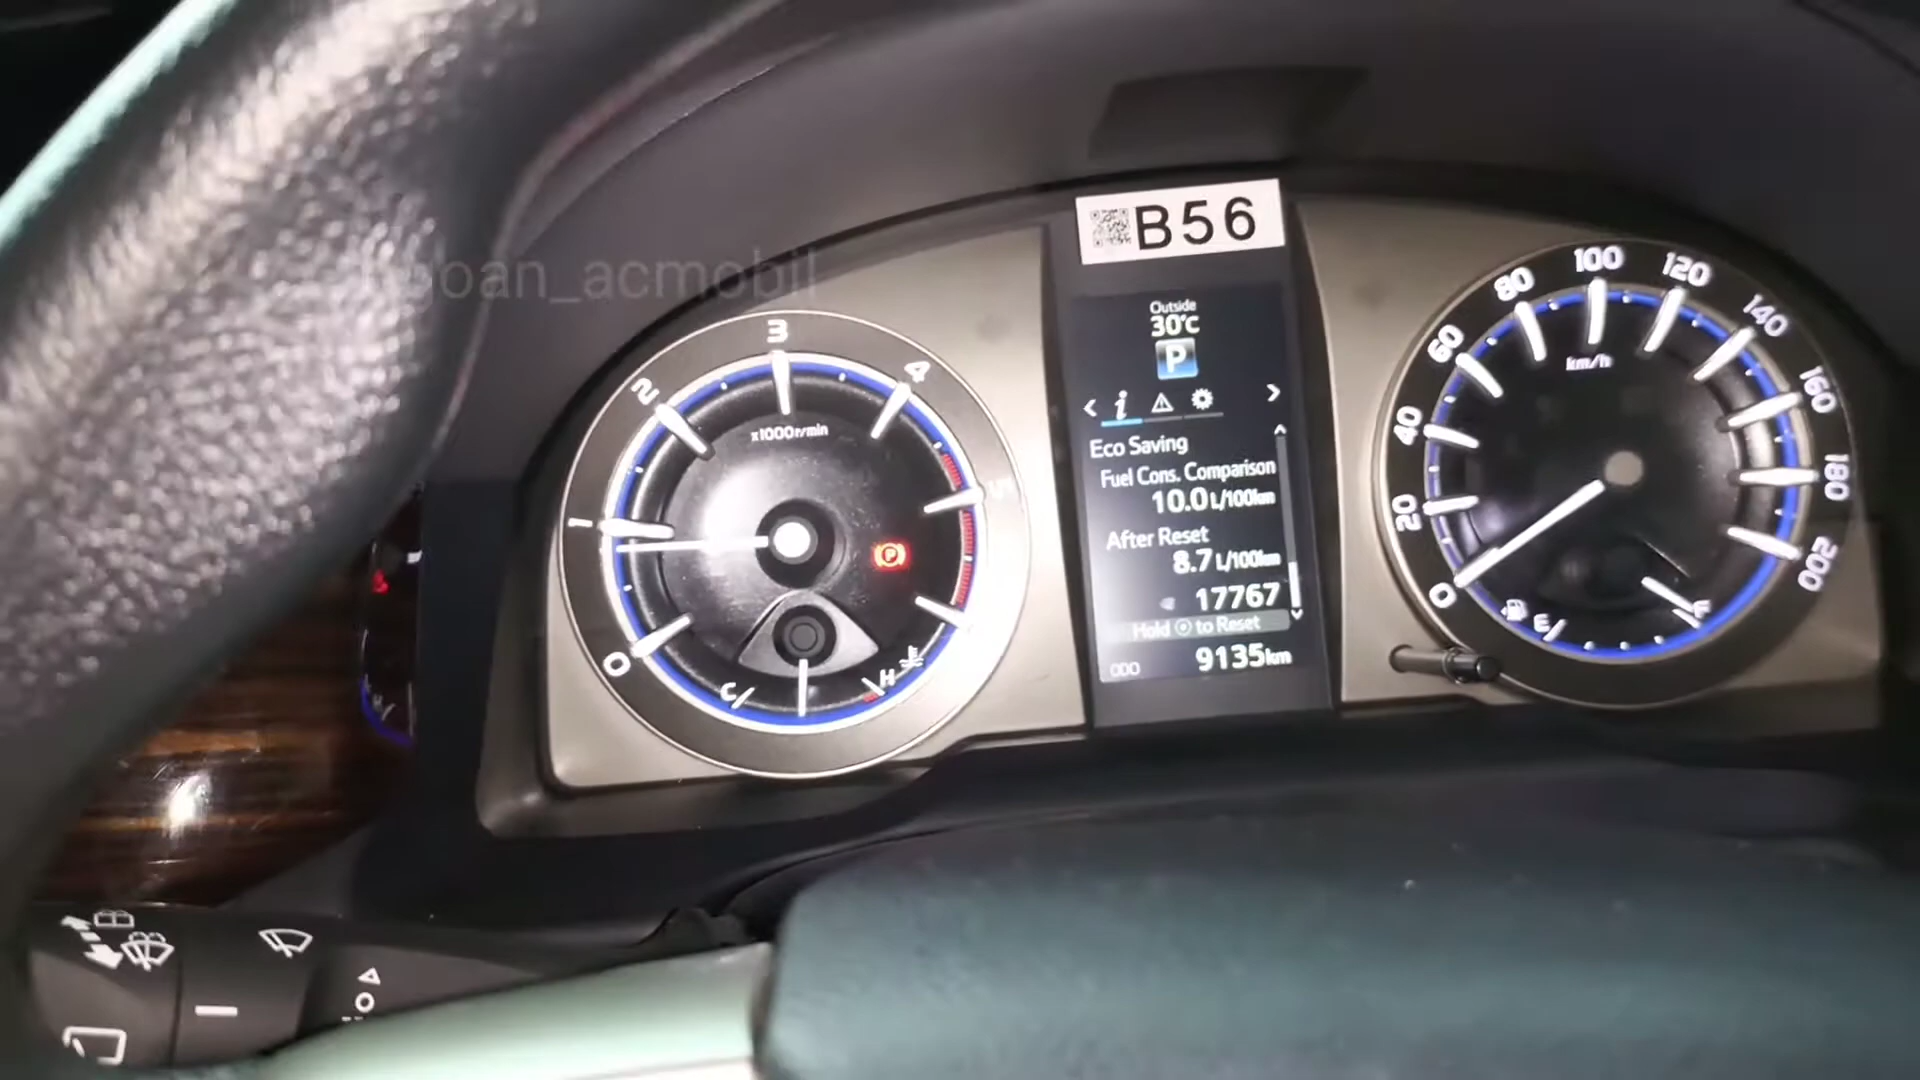 B56
acmobil
Outside
30°C
P
Eco Saving
Fuel Cons. Comparison
10.0 L/100km
After Reset
8.7 L/100km
17767
Hold to Reset
ODO 9135km
0
1
2
3
4
x1000r/min
P
C
H
0
20
40
60
80
100
120
140
160
180
200
km/h
E
F